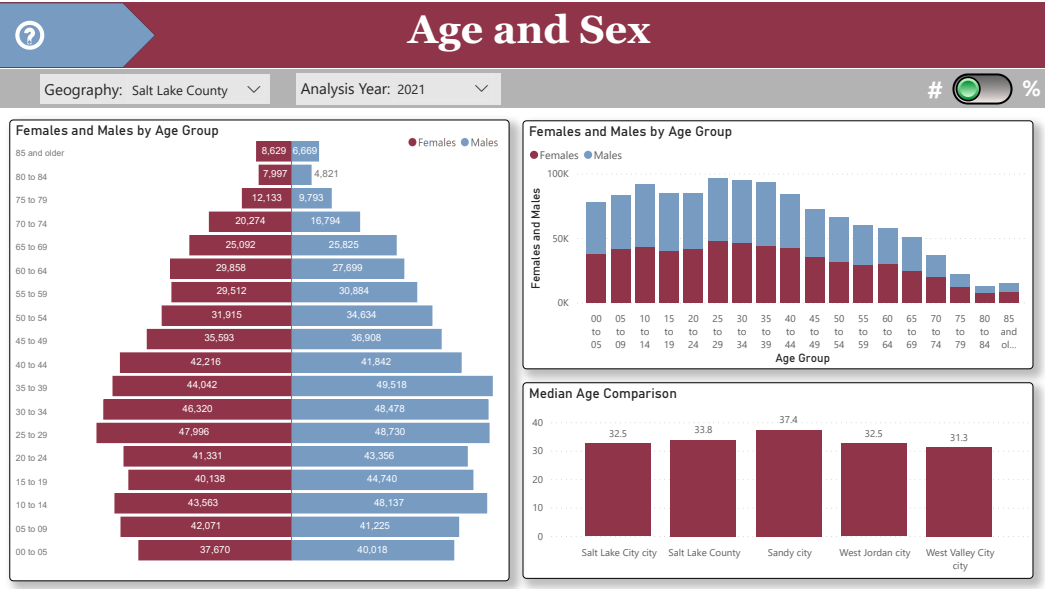 Age and Sex
Geography: Salt Lake County
Analysis Year: 2021
# %
Females and Males by Age Group
Females Males
85 and older 8,629 6,669
80 to 84 7,997 4,821
75 to 79 12,133 9,793
70 to 74 20,274 16,794
65 to 69 25,092 25,825
60 to 64 29,858 27,699
55 to 59 29,512 30,884
50 to 54 31,915 34,634
45 to 49 35,593 36,908
40 to 44 42,216 41,842
35 to 39 44,042 49,518
30 to 34 46,320 48,478
25 to 29 47,996 48,730
20 to 24 41,331 43,356
15 to 19 40,138 44,740
10 to 14 43,563 48,137
05 to 09 42,071 41,225
00 to 05 37,670 40,018
Females and Males by Age Group
Females Males
Females and Males
100K
50K
0K
00 05 10 15 20 25 30 35 40 45 50 55 60 65 70 75 80 85
to to to to to to to to to to to to to to to to to and
05 09 14 19 24 29 34 39 44 49 54 59 64 69 74 79 84 ol...
Age Group
Median Age Comparison
40
30
20
10
0
32.5 33.8 37.4 32.5 31.3
Salt Lake City city Salt Lake County Sandy city West Jordan city West Valley City
city